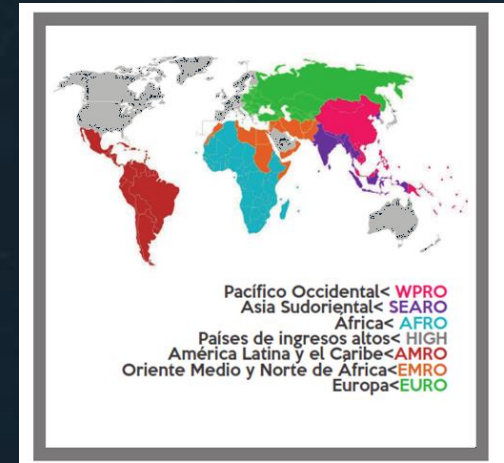 Pacífico Occidental< WPRO
Asia Sudoriental< SEARO
África< AFRO
Países de ingresos altos< HIGH
América Latina y el Caribe<AMRO
Oriente Medio y Norte de África<EMRO
Europa<EURO